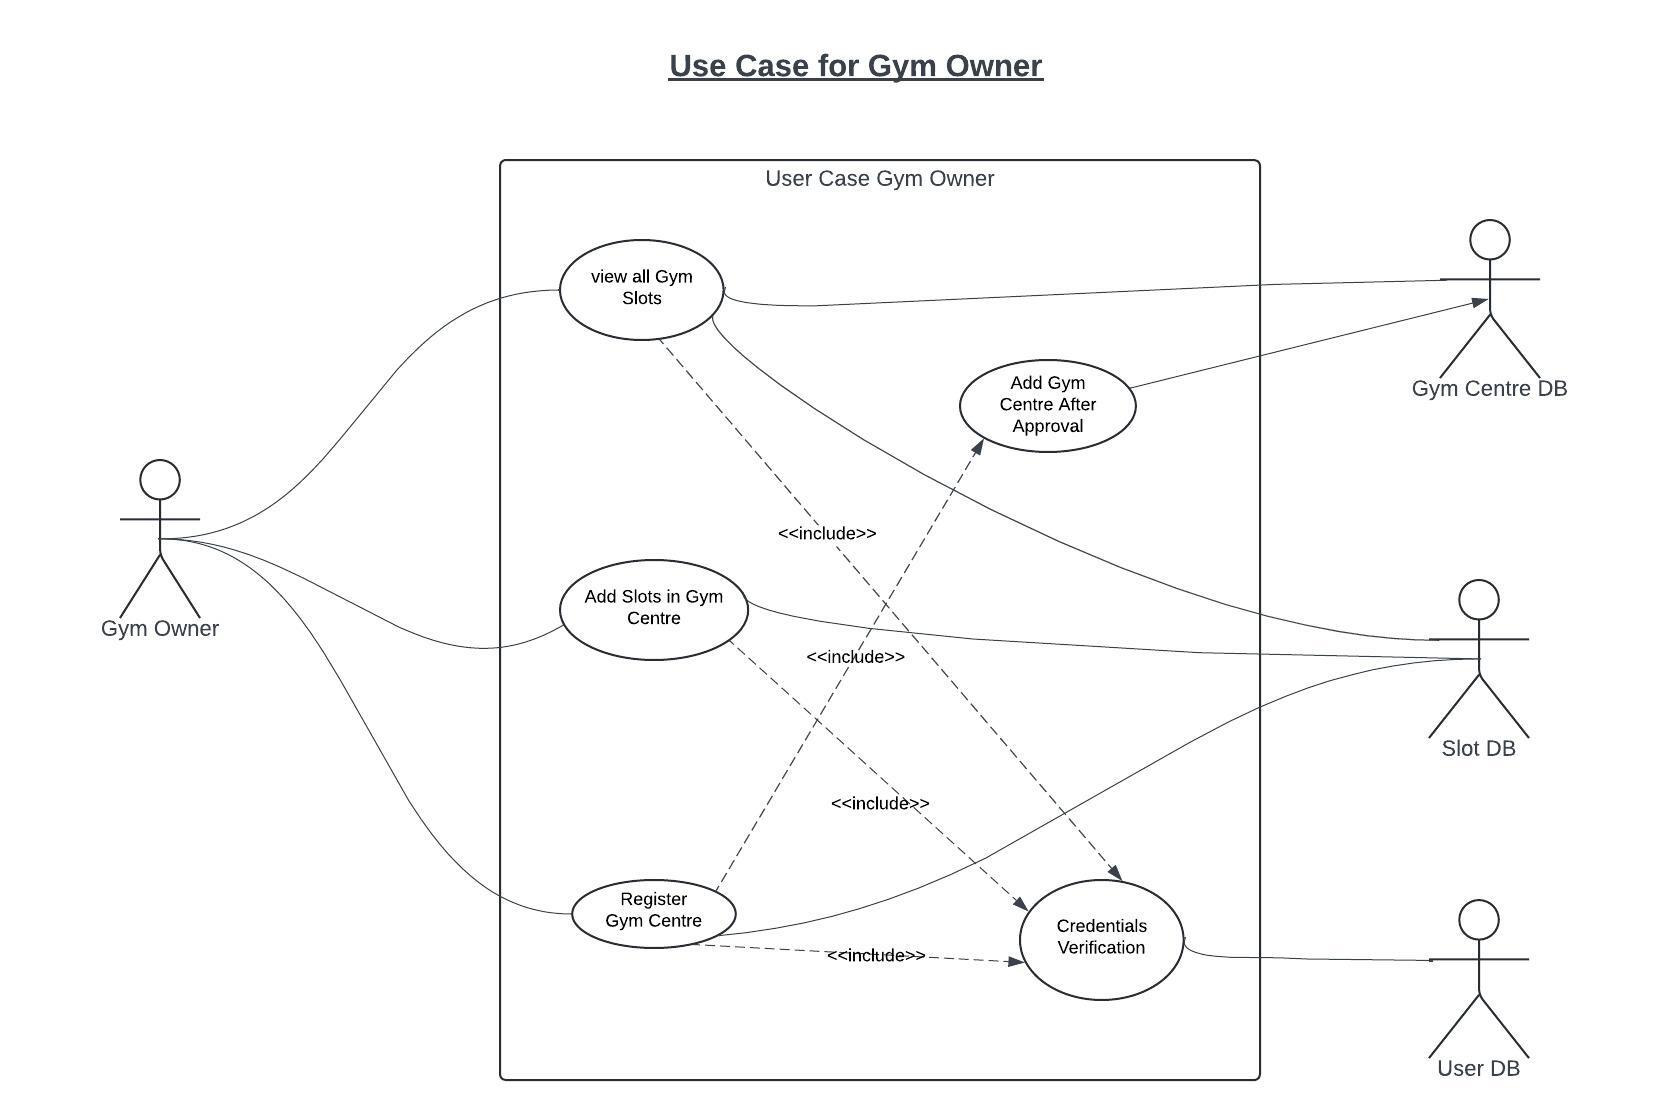 Use Case for Gym Owner
User Case Gym Owner
view all Gym
Slots
Add Gym
Centre After
Approval
Gym Centre DB
<<include>>
Gym Owner
Add Slots in Gym
Centre
<<include>>
Slot DB
<<include>>
Register
Gym Centre
<<include>>
Credentials
Verification
User DB